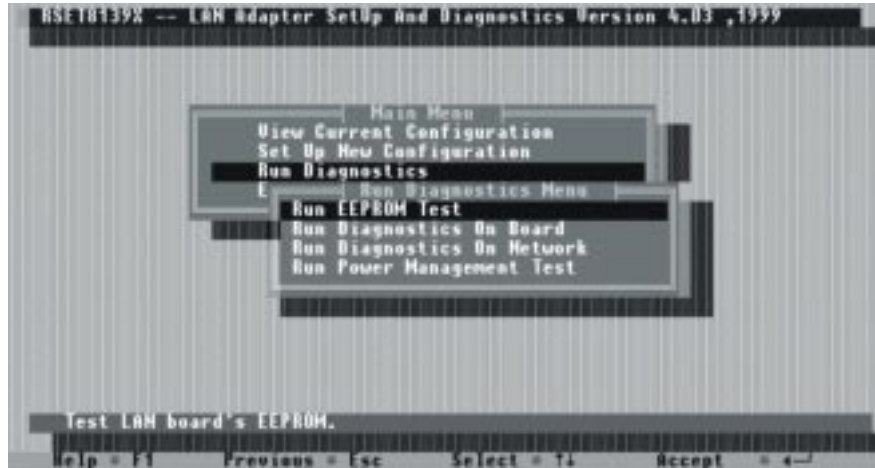 RSET8139X -- LAN Adapter SetUp And Diagnostics Version 4.03 ,1999
Main Menu
View Current Configuration
Set Up New Configuration
Run Diagnostics
E
Run Diagnostics Menu
Run EEPROM Test
Run Diagnostics On Board
Run Diagnostics On Network
Run Power Management Test
Test LAN board's EEPROM.
Help = F1 Previous = Esc Select = ↑↓ Accept = ◄─┘